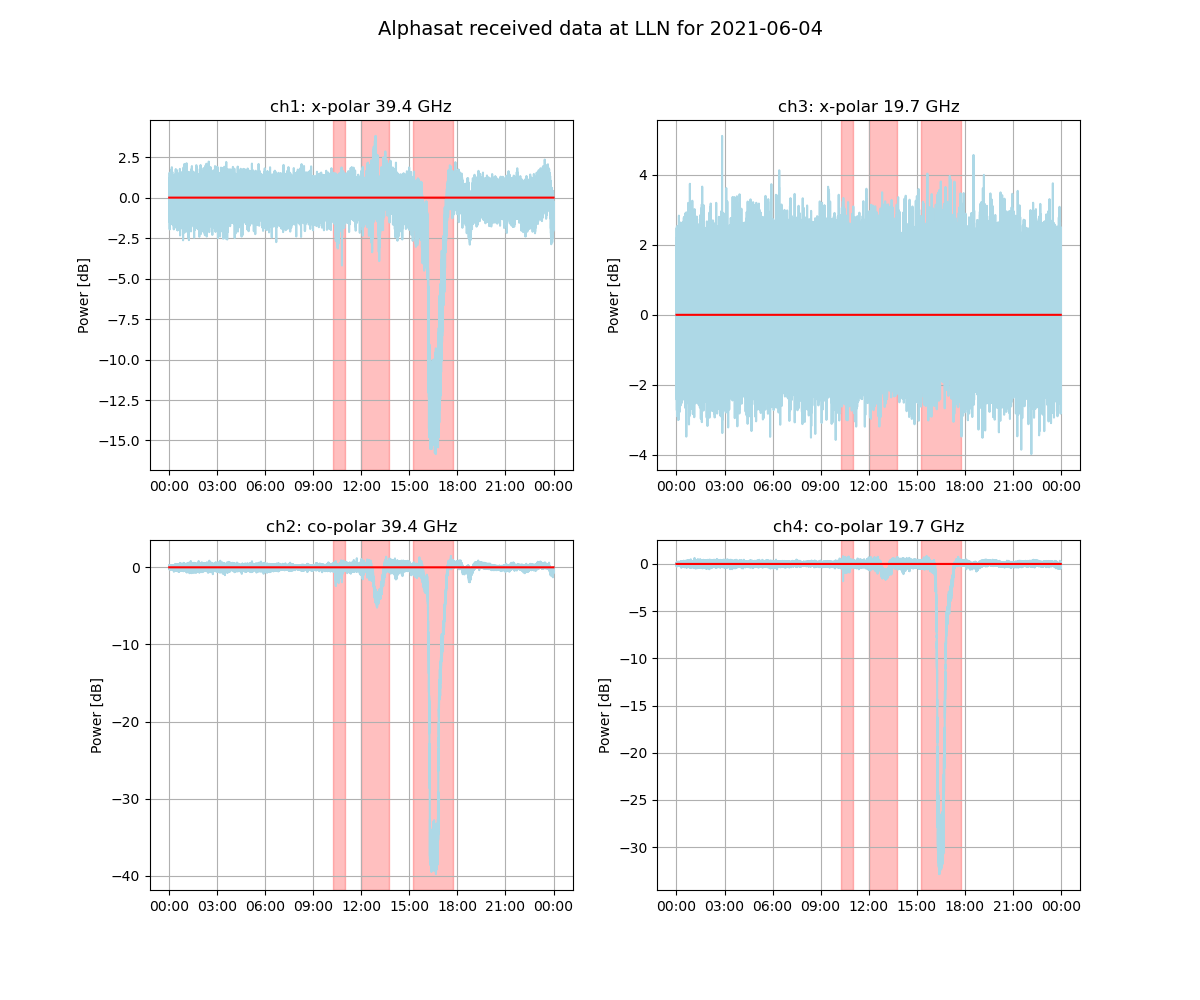 Alphasat received data at LLN for 2021-06-04
ch1: x-polar 39.4 GHz
Power [dB]
2.5
0.0
−2.5
−5.0
−7.5
−10.0
−12.5
−15.0
00:00 03:00 06:00 09:00 12:00 15:00 18:00 21:00 00:00
ch3: x-polar 19.7 GHz
Power [dB]
4
2
0
−2
−4
00:00 03:00 06:00 09:00 12:00 15:00 18:00 21:00 00:00
ch2: co-polar 39.4 GHz
Power [dB]
0
−10
−20
−30
−40
00:00 03:00 06:00 09:00 12:00 15:00 18:00 21:00 00:00
ch4: co-polar 19.7 GHz
Power [dB]
0
−5
−10
−15
−20
−25
−30
00:00 03:00 06:00 09:00 12:00 15:00 18:00 21:00 00:00